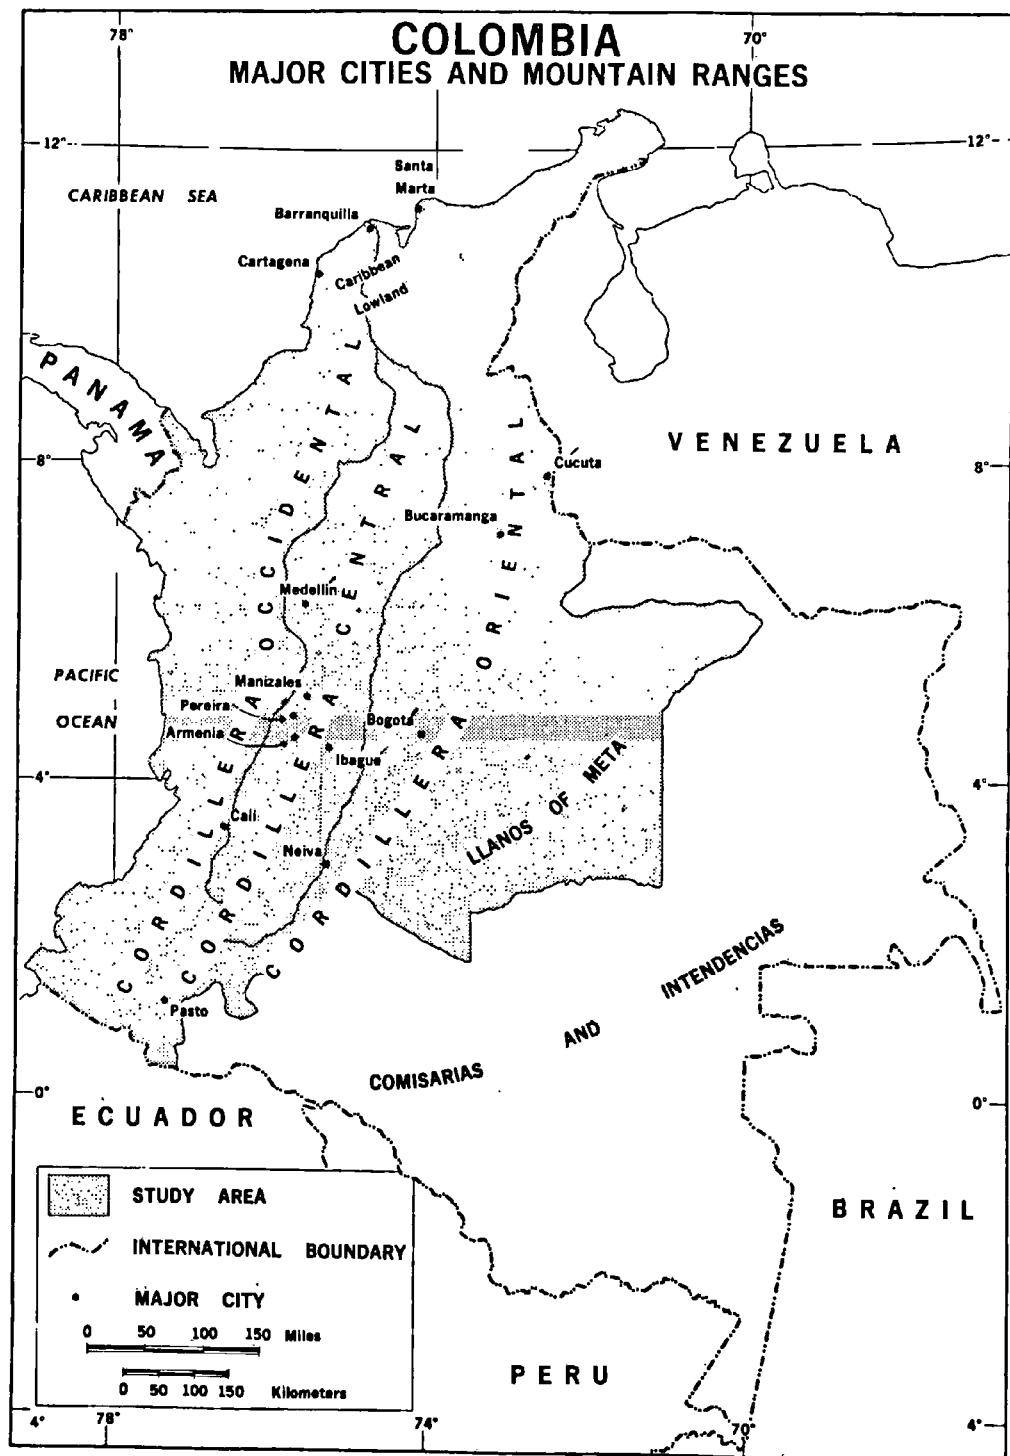 COLOMBIA
MAJOR CITIES AND MOUNTAIN RANGES
78°
70°
12°
12°
CARIBBEAN SEA
Santa
Marta
Barranquilla
Cartagena
Caribbean
Lowland
PANAMA
VENEZUELA
8°
8°
Cúcuta
Bucaramanga
Medellín
CORDILLERA OCCIDENTAL
CORDILLERA CENTRAL
CORDILLERA ORIENTAL
PACIFIC
OCEAN
Manizales
Pereira
Armenia
Bogotá
Ibague
4°
4°
LLANOS OF META
Cali
Neiva
Pasto
COMISARIAS AND INTENDENCIAS
0°
0°
ECUADOR
BRAZIL
PERU
STUDY AREA
INTERNATIONAL BOUNDARY
MAJOR CITY
0 50 100 150 Miles
0 50 100 150 Kilometers
4°
78°
74°
70°
4°